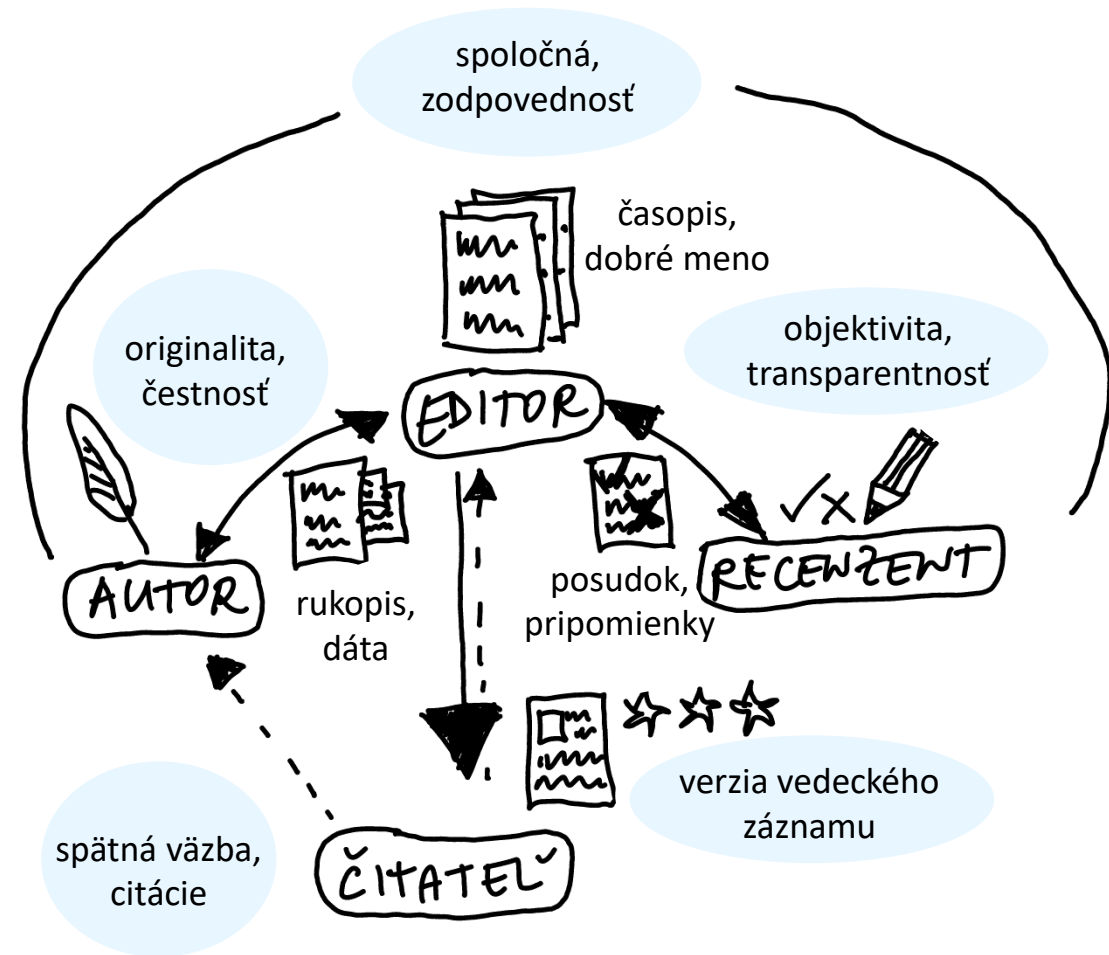 spoločná,
zodpovednosť
časopis,
dobré meno
originalita,
čestnosť
objektivita,
transparentnosť
EDITOR
AUTOR
rukopis,
dáta
posudok,
pripomienky
RECENZENT
verzia vedeckého
záznamu
spätná väzba,
citácie
ČITATEĽ